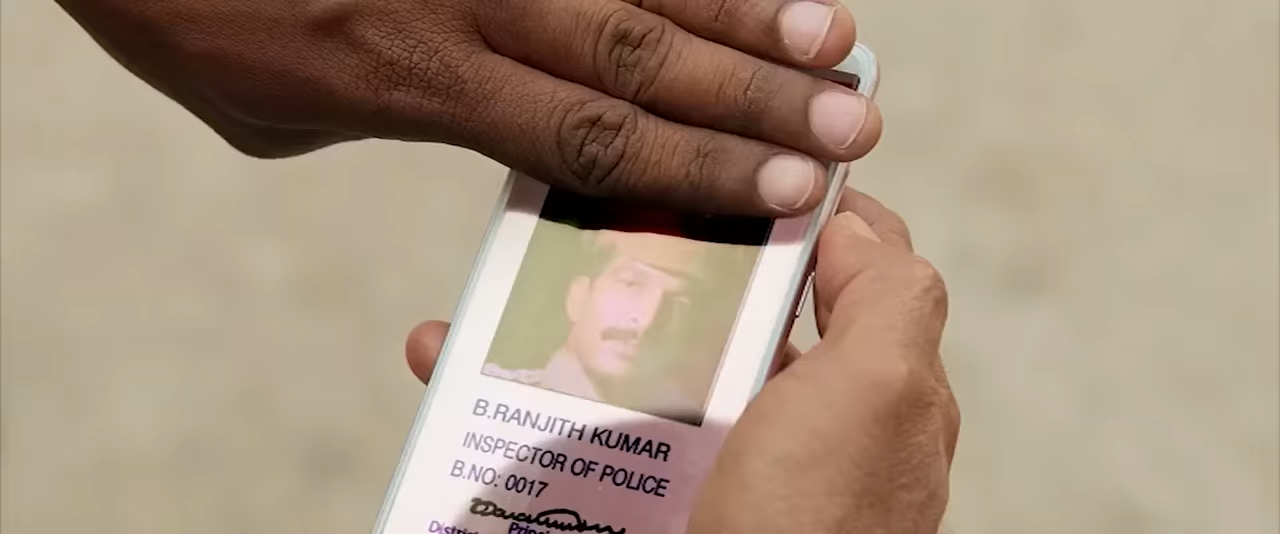 B.RANJITH KUMAR
INSPECTOR OF POLICE
B.NO: 0017